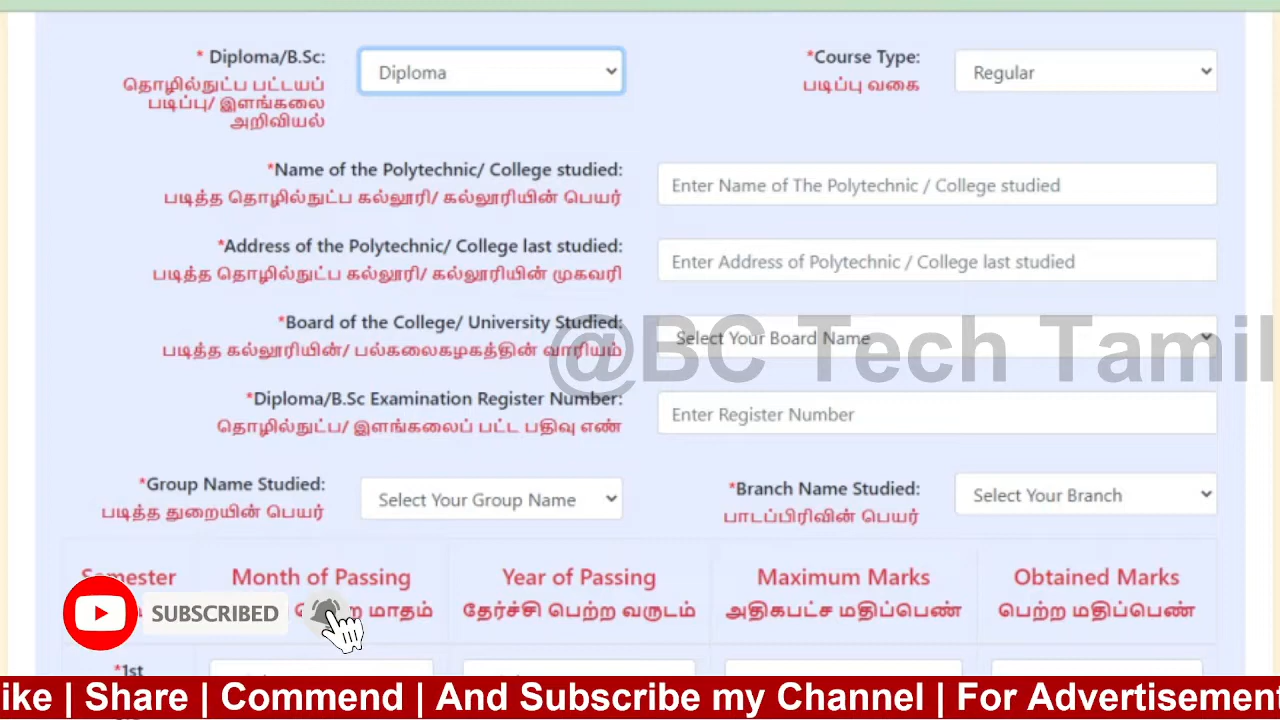 * Diploma/B.Sc:
தொழில்நுட்ப பட்டயப்
படிப்பு/ இளங்கலை
அறிவியல்
Diploma
*Course Type:
படிப்பு வகை
Regular
*Name of the Polytechnic/ College studied:
படித்த தொழில்நுட்ப கல்லூரி/ கல்லூரியின் பெயர்
Enter Name of The Polytechnic / College studied
*Address of the Polytechnic/ College last studied:
படித்த தொழில்நுட்ப கல்லூரி/ கல்லூரியின் முகவரி
Enter Address of Polytechnic / College last studied
*Board of the College/ University Studied:
படித்த கல்லூரியின்/ பல்கலைகழகத்தின் வாரியம்
Select Your Board Name
@BC Tech Tamil
*Diploma/B.Sc Examination Register Number:
தொழில்நுட்ப/ இளங்கலைப் பட்ட பதிவு எண்
Enter Register Number
*Group Name Studied:
படித்த துறையின் பெயர்
Select Your Group Name
*Branch Name Studied:
பாடப்பிரிவின் பெயர்
Select Your Branch
Semester
Month of Passing
மாதம்
Year of Passing
தேர்ச்சி பெற்ற வருடம்
Maximum Marks
அதிகபட்ச மதிப்பெண்
Obtained Marks
பெற்ற மதிப்பெண்
SUBSCRIBED
*1st
ike | Share | Commend | And Subscribe my Channel | For Advertisement